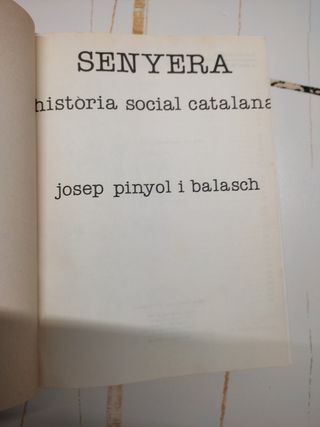 SENYERA
història social catalana
josep pinyol i balasch